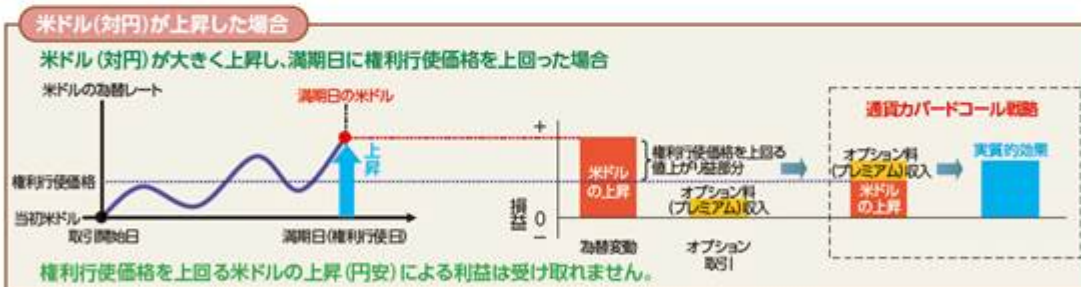 米ドル(対円)が上昇した場合
米ドル(対円)が大きく上昇し、満期日に権利行使価格を上回った場合
米ドルの為替レート
満期日の米ドル
上昇
権利行使価格
当初米ドル
取引開始日
満期日(権利行使日)
損益
+
0
−
米ドル
の上昇
権利行使価格を上回る
値上がり益部分
オプション料
(プレミアム)収入
為替変動
オプション
取引
通貨カバードコール戦略
オプション料
(プレミアム)収入
米ドル
の上昇
実質的効果
権利行使価格を上回る米ドルの上昇(円安)による利益は受け取れません。